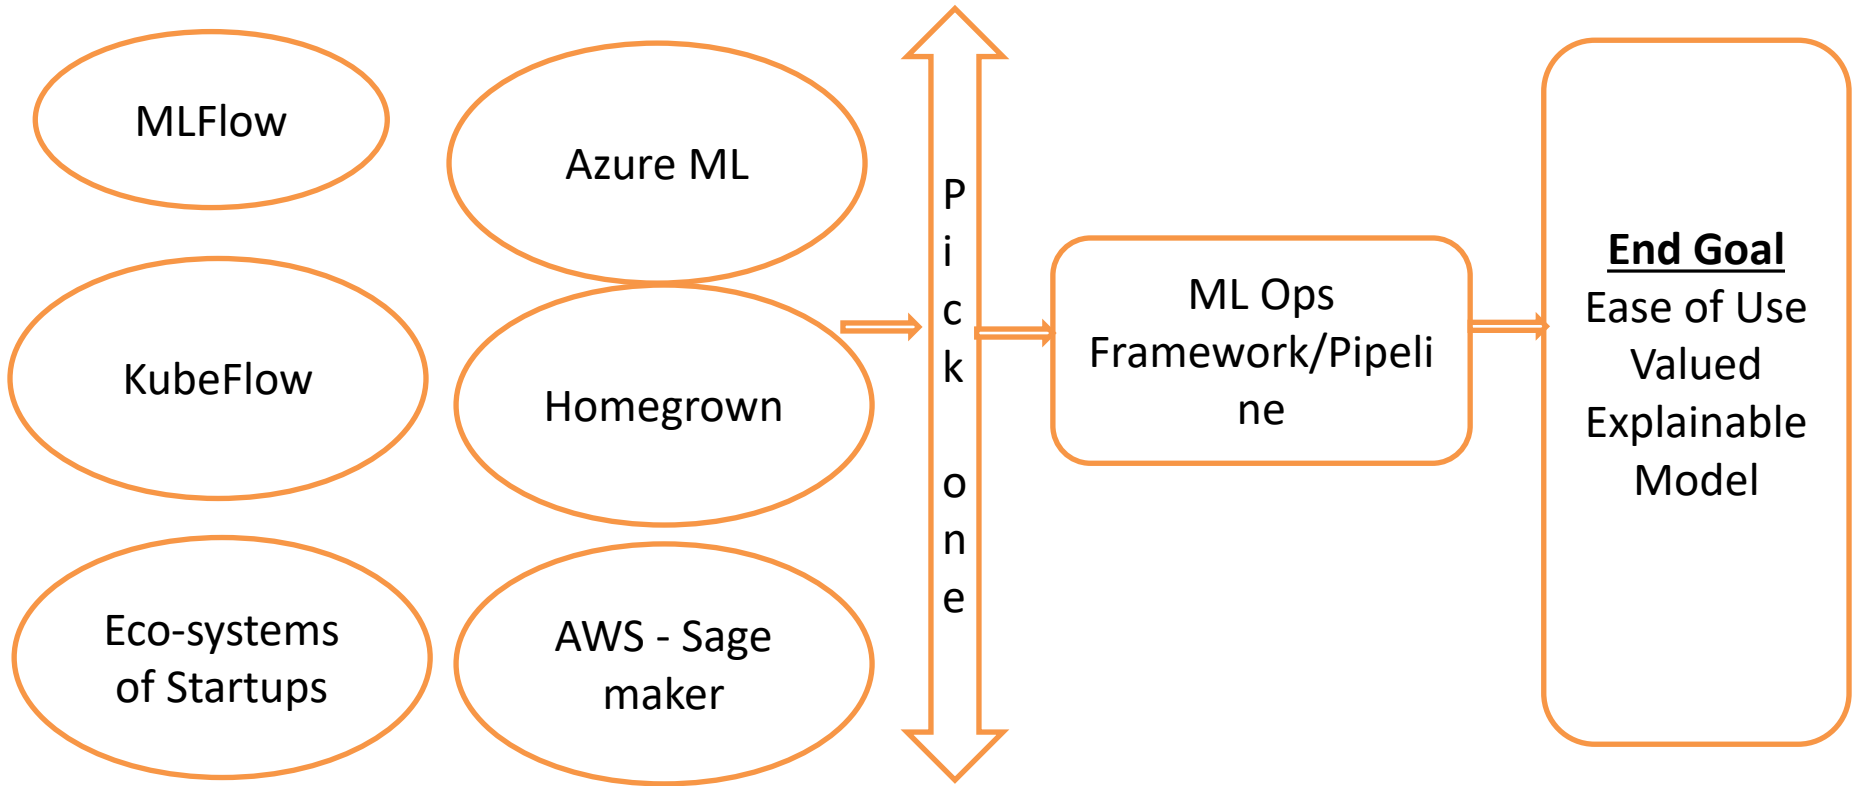 MLFlow
Azure ML
KubeFlow
Homegrown
Eco-systems
of Startups
AWS - Sage
maker
P
i
c
k
o
n
e
ML Ops
Framework/Pipeli
ne
End Goal
Ease of Use
Valued
Explainable
Model